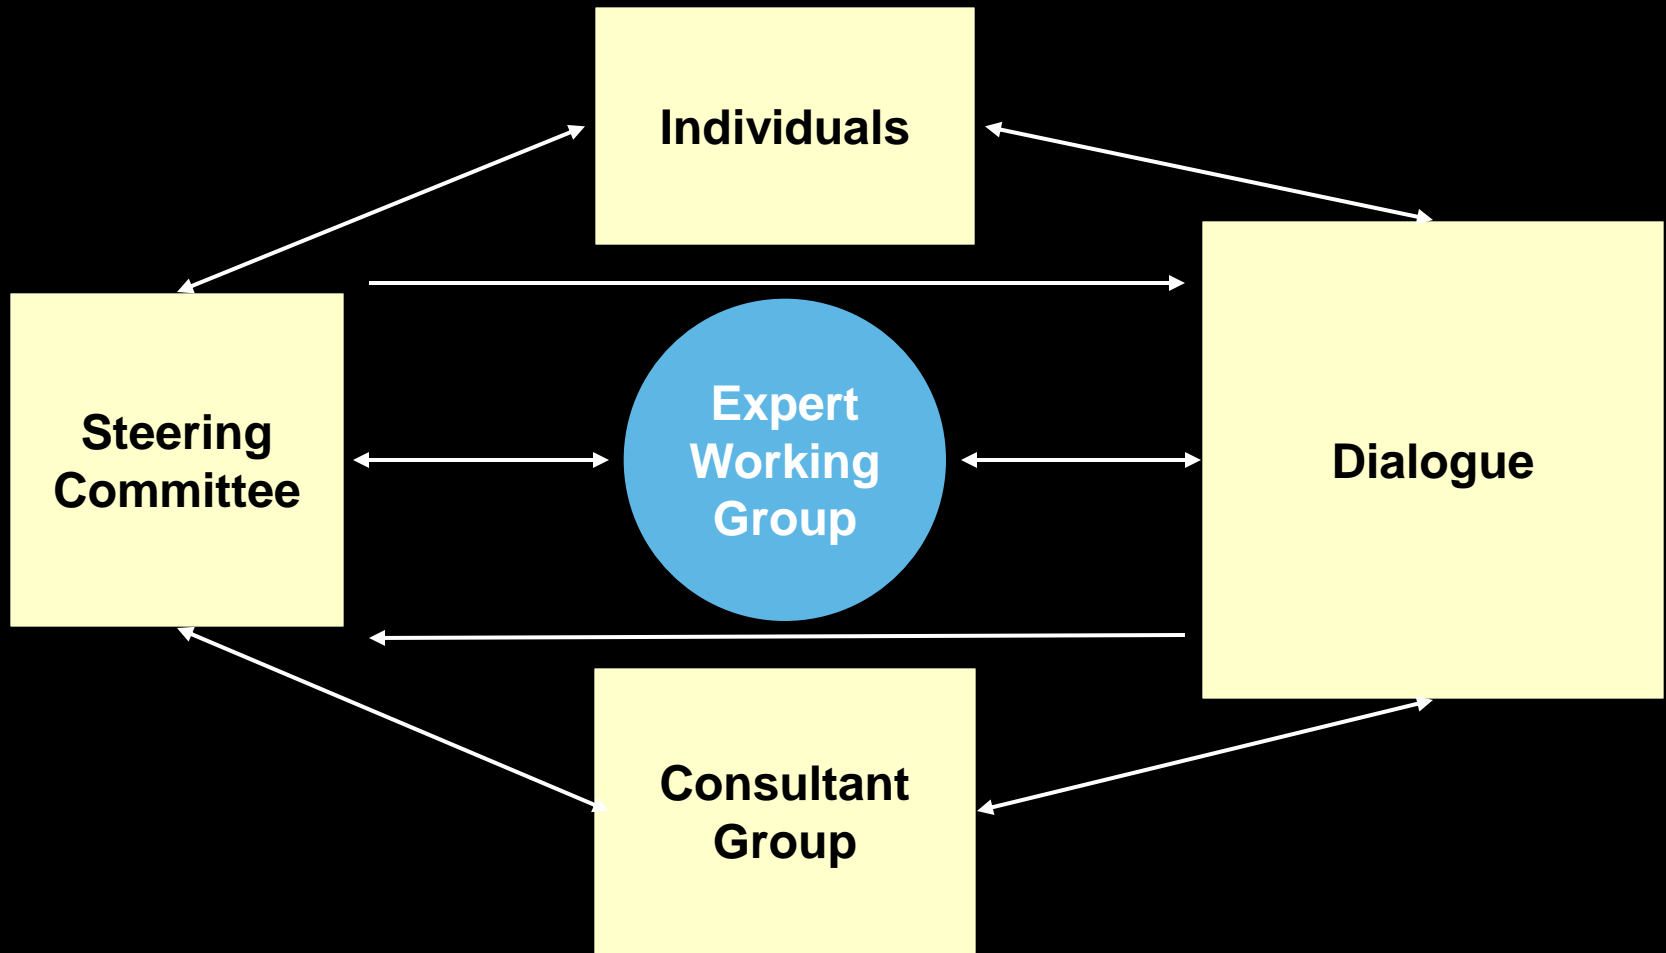 Individuals
Steering
Committee
Expert
Working
Group
Dialogue
Consultant
Group